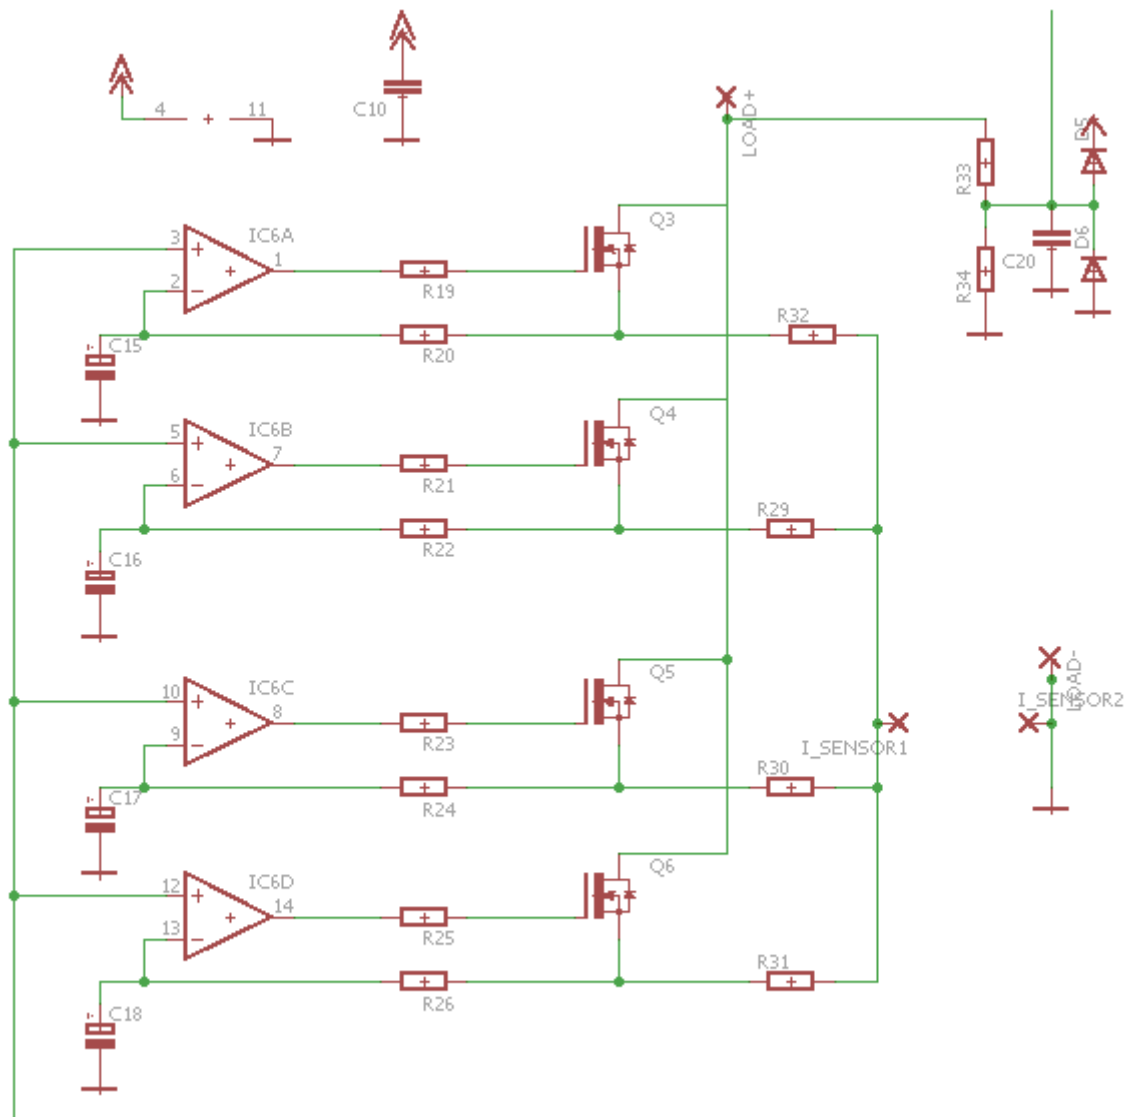 4
11
C10
LOAD+
D5
R33
Q3
IC6A
3
1
2
R19
D6
C20
R34
R32
R20
C15
Q4
IC6B
5
7
6
R21
R29
R22
C16
Q5
IC6C
10
8
9
R23
LOAD-
I_SENSOR2
I_SENSOR1
R30
C17
R24
Q6
IC6D
12
14
13
R25
R31
R26
C18